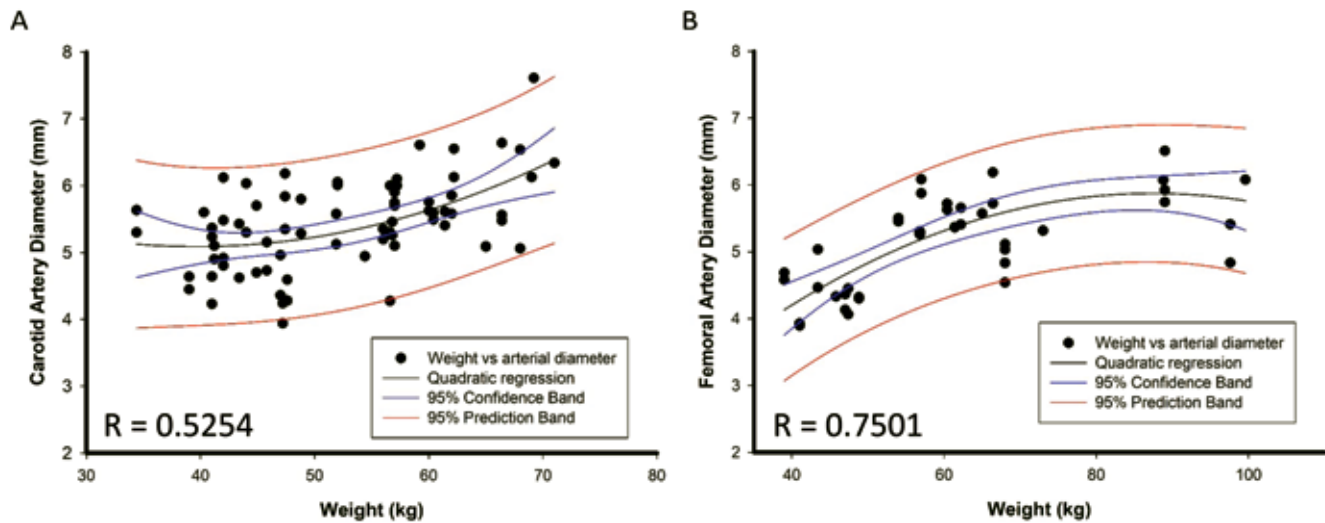 A
B
8
7
6
5
4
3
2
Carotid Artery Diameter (mm)
Weight vs arterial diameter
Quadratic regression
95% Confidence Band
95% Prediction Band
R = 0.5254
30 40 50 60 70 80
Weight (kg)
8
7
6
5
4
3
2
Femoral Artery Diameter (mm)
Weight vs arterial diameter
Quadratic regression
95% Confidence Band
95% Prediction Band
R = 0.7501
40 60 80 100
Weight (kg)